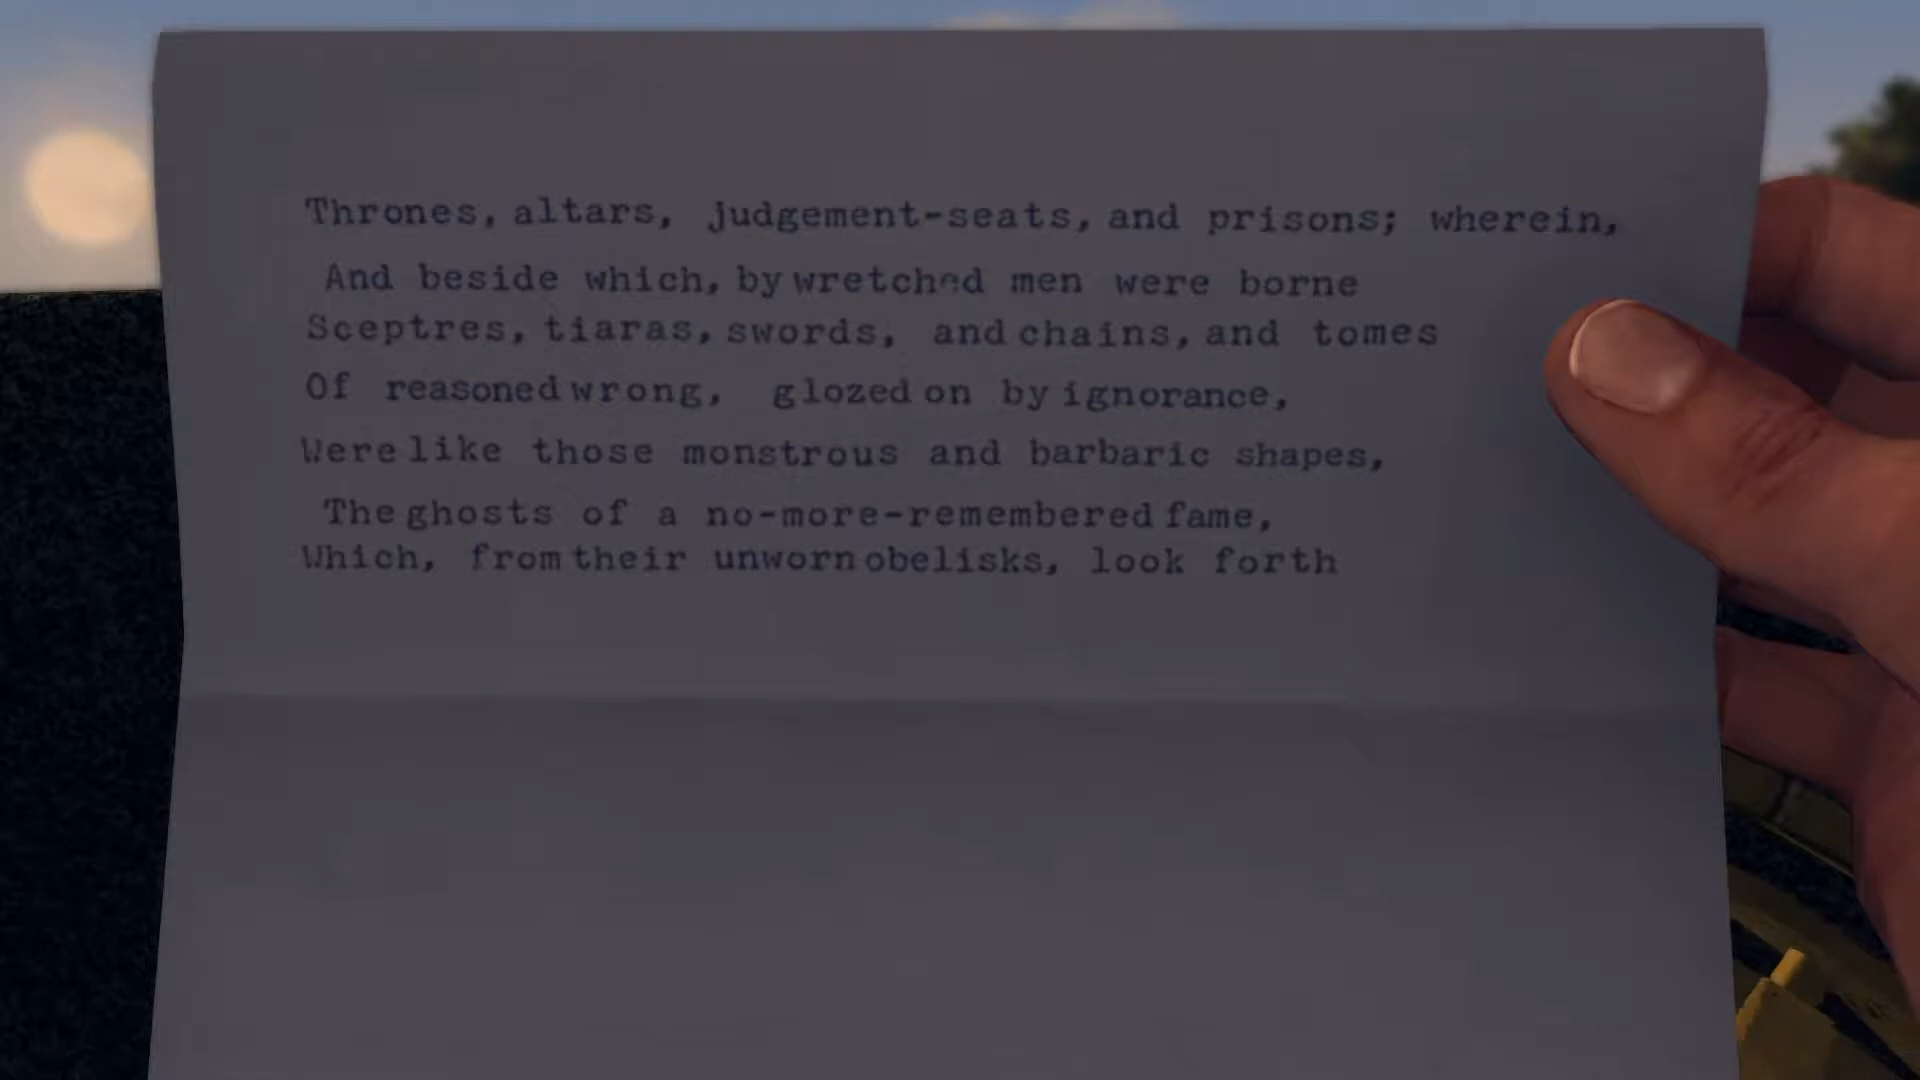 Thrones, altars, judgement-seats, and prisons; wherein,
And beside which, by wretched men were borne
Sceptres, tiaras, swords, and chains, and tomes
Of reasoned wrong, glozed on by ignorance,
Were like those monstrous and barbaric shapes,
The ghosts of a no-more-remembered fame,
Which, from their unworn obelisks, look forth